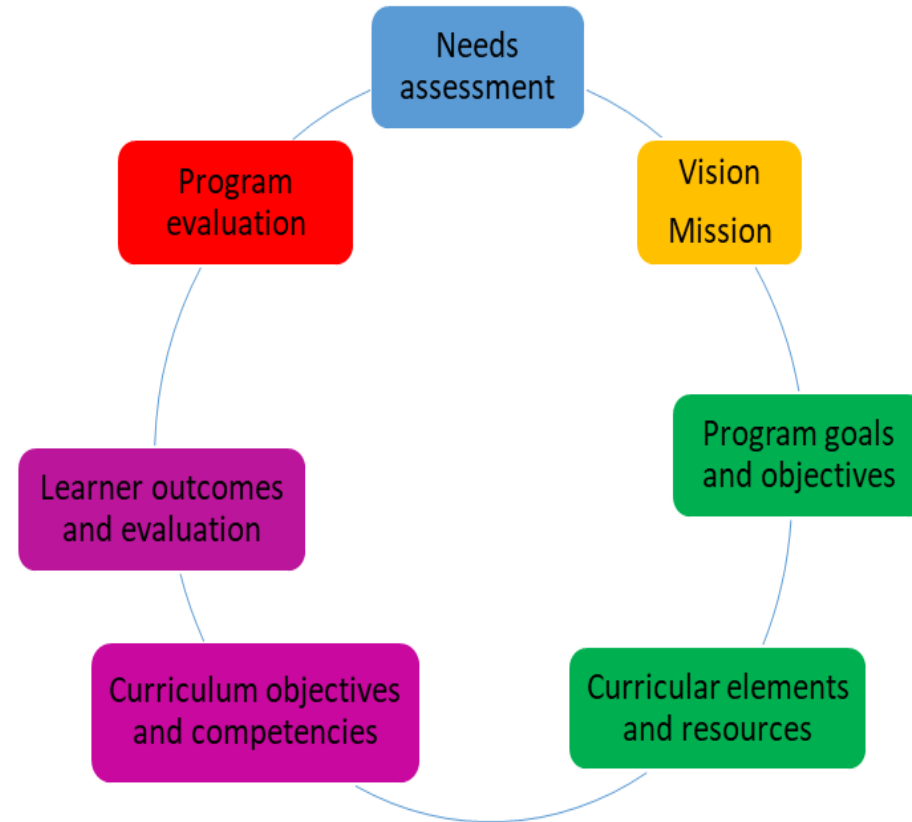 Needs
assessment
Vision
Mission
Program goals
and objectives
Curricular elements
and resources
Curriculum objectives
and competencies
Learner outcomes
and evaluation
Program
evaluation